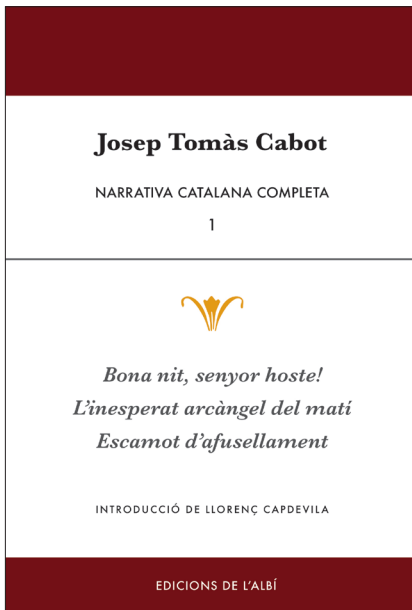 Josep Tomàs Cabot
NARRATIVA CATALANA COMPLETA
1
Bona nit, senyor hoste!
L'inesperat arcàngel del matí
Escamot d'afusellament
INTRODUCCIÓ DE LLORENÇ CAPDEVILA
EDICIONS DE L'ALBÍ